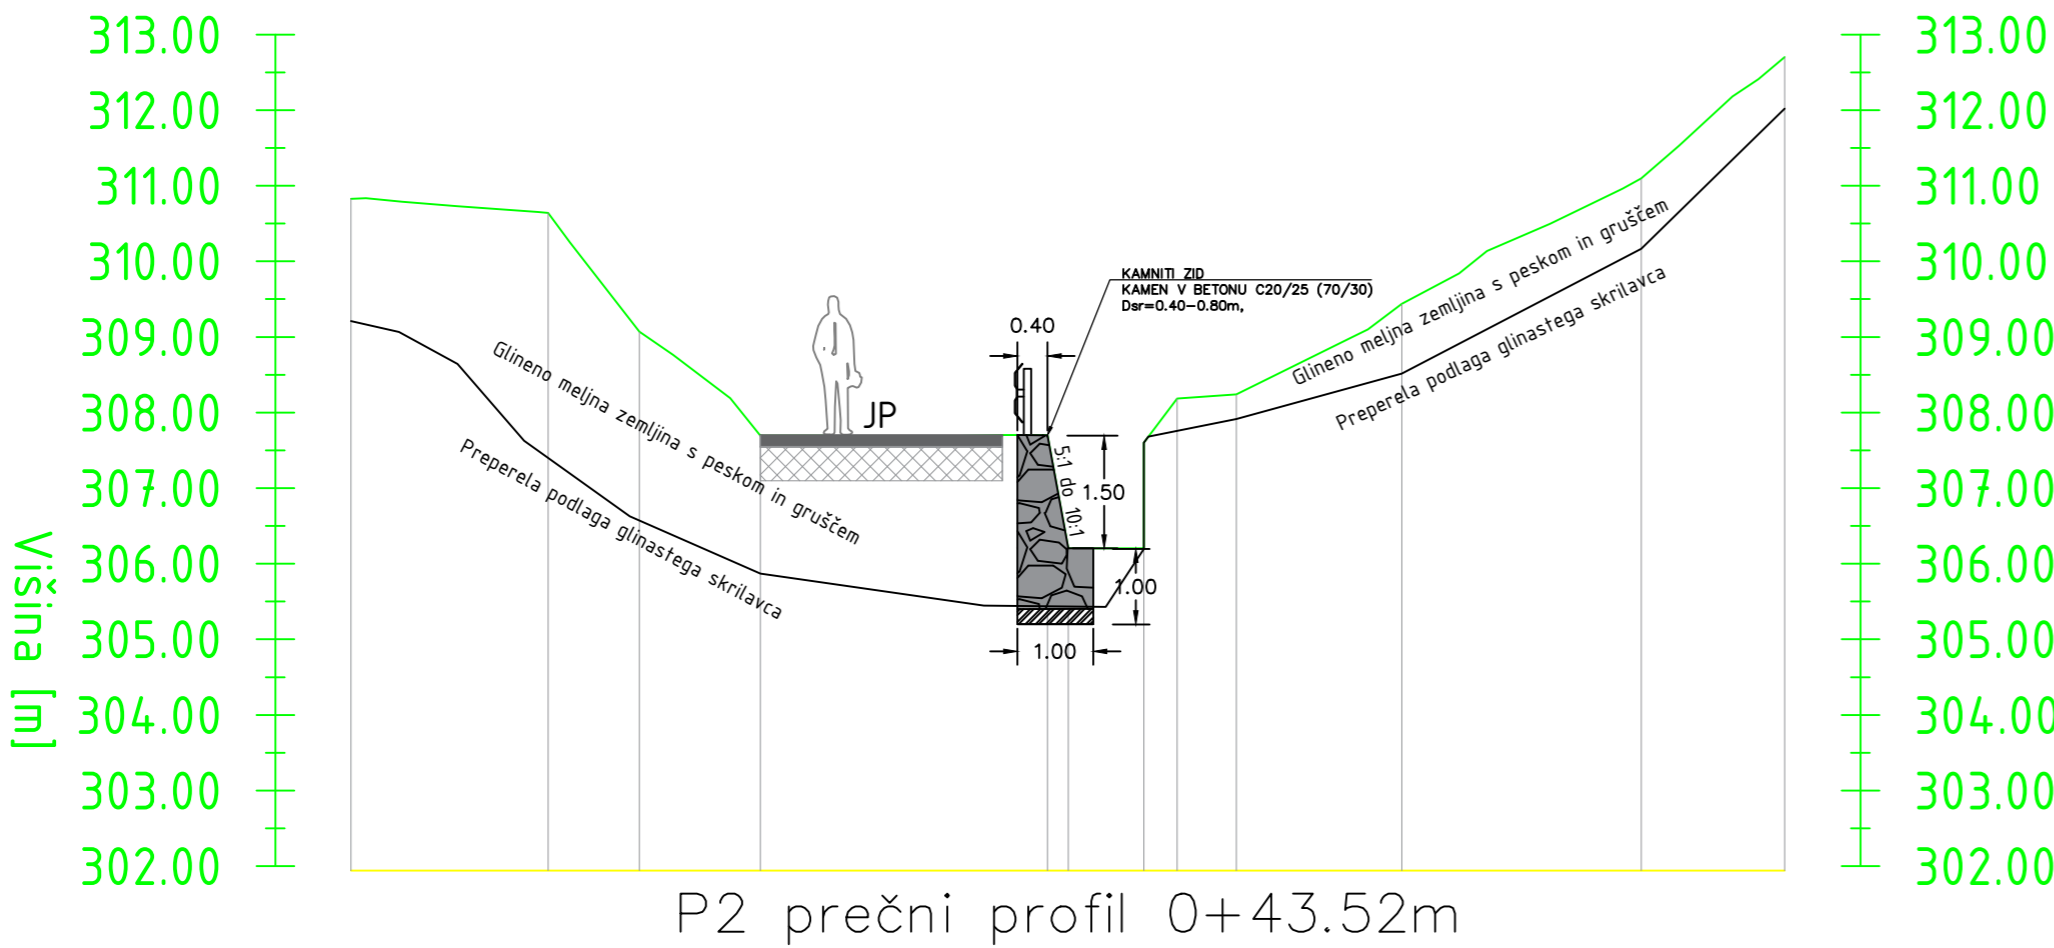 313.00
312.00
311.00
310.00
309.00
308.00
307.00
306.00
305.00
304.00
303.00
302.00
Višina [m]
Glineno meljna zemljina s peskom in gruščem
Preperela podlaga glinastega skrilavca
JP
0.40
KAMNITI ZID
KAMEN V BETONU C20/25 (70/30)
Dsr=0.40-0.80m,
5:1 do 10:1
1.50
1.00
1.00
Glineno meljna zemljina s peskom in gruščem
Preperela podlaga glinastega skrilavca
313.00
312.00
311.00
310.00
309.00
308.00
307.00
306.00
305.00
304.00
303.00
302.00
P2 prečni profil 0+43.52m